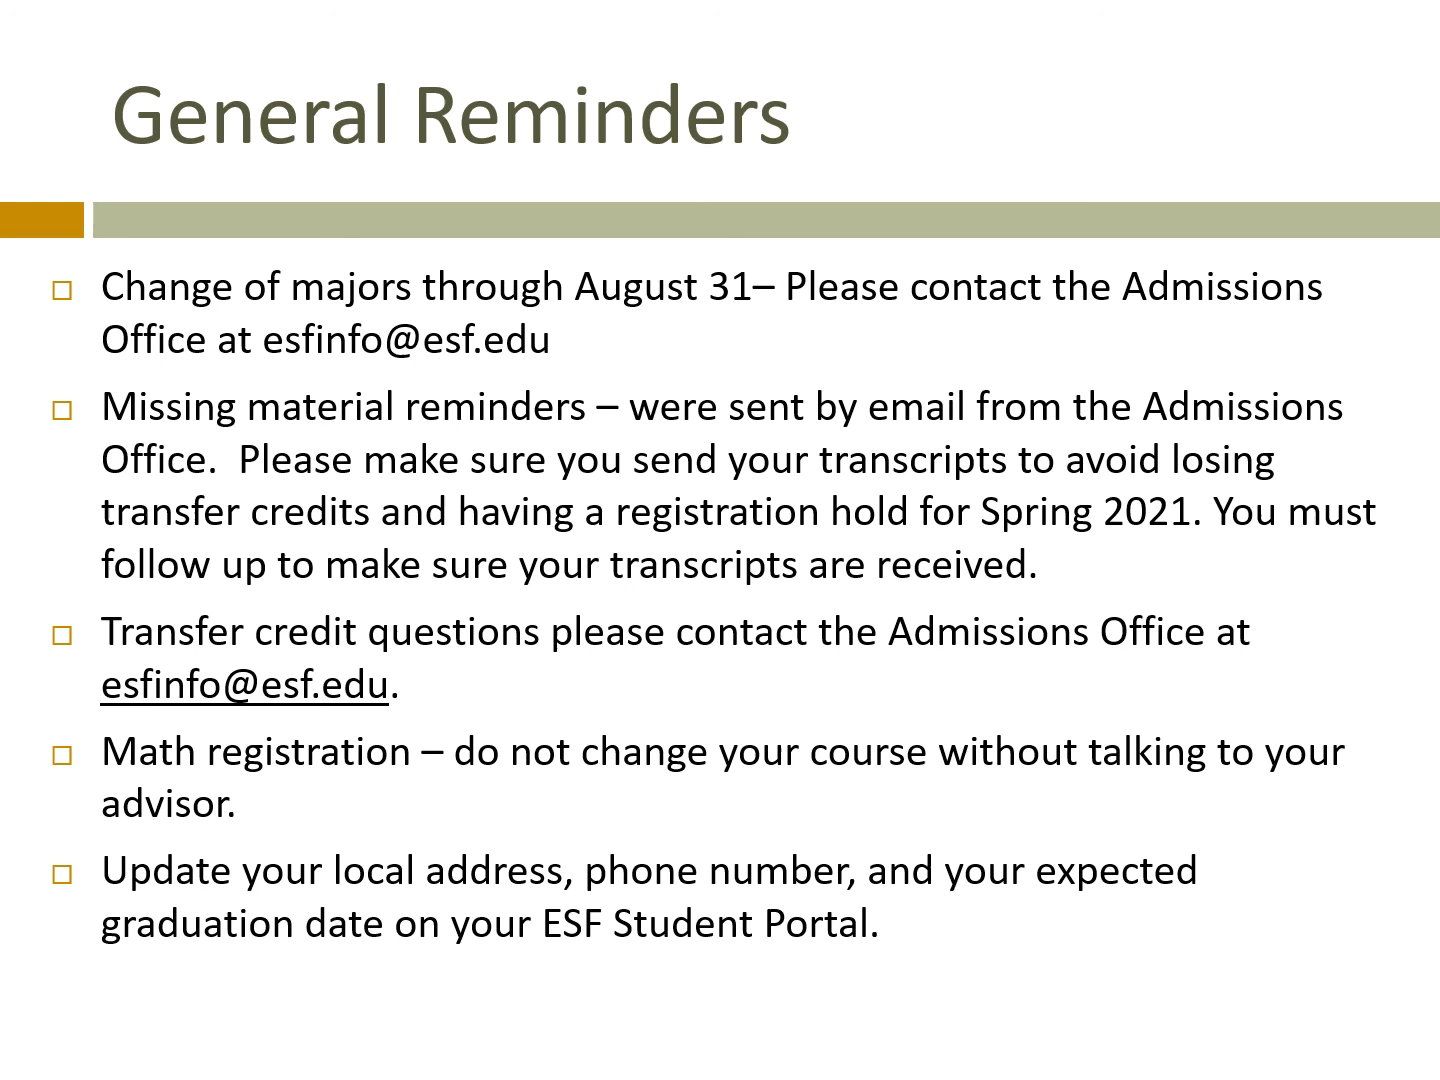 General Reminders
Change of majors through August 31– Please contact the Admissions
Office at esfinfo@esf.edu
Missing material reminders – were sent by email from the Admissions
Office.  Please make sure you send your transcripts to avoid losing
transfer credits and having a registration hold for Spring 2021. You must
follow up to make sure your transcripts are received.
Transfer credit questions please contact the Admissions Office at
esfinfo@esf.edu.
Math registration – do not change your course without talking to your
advisor.
Update your local address, phone number, and your expected
graduation date on your ESF Student Portal.